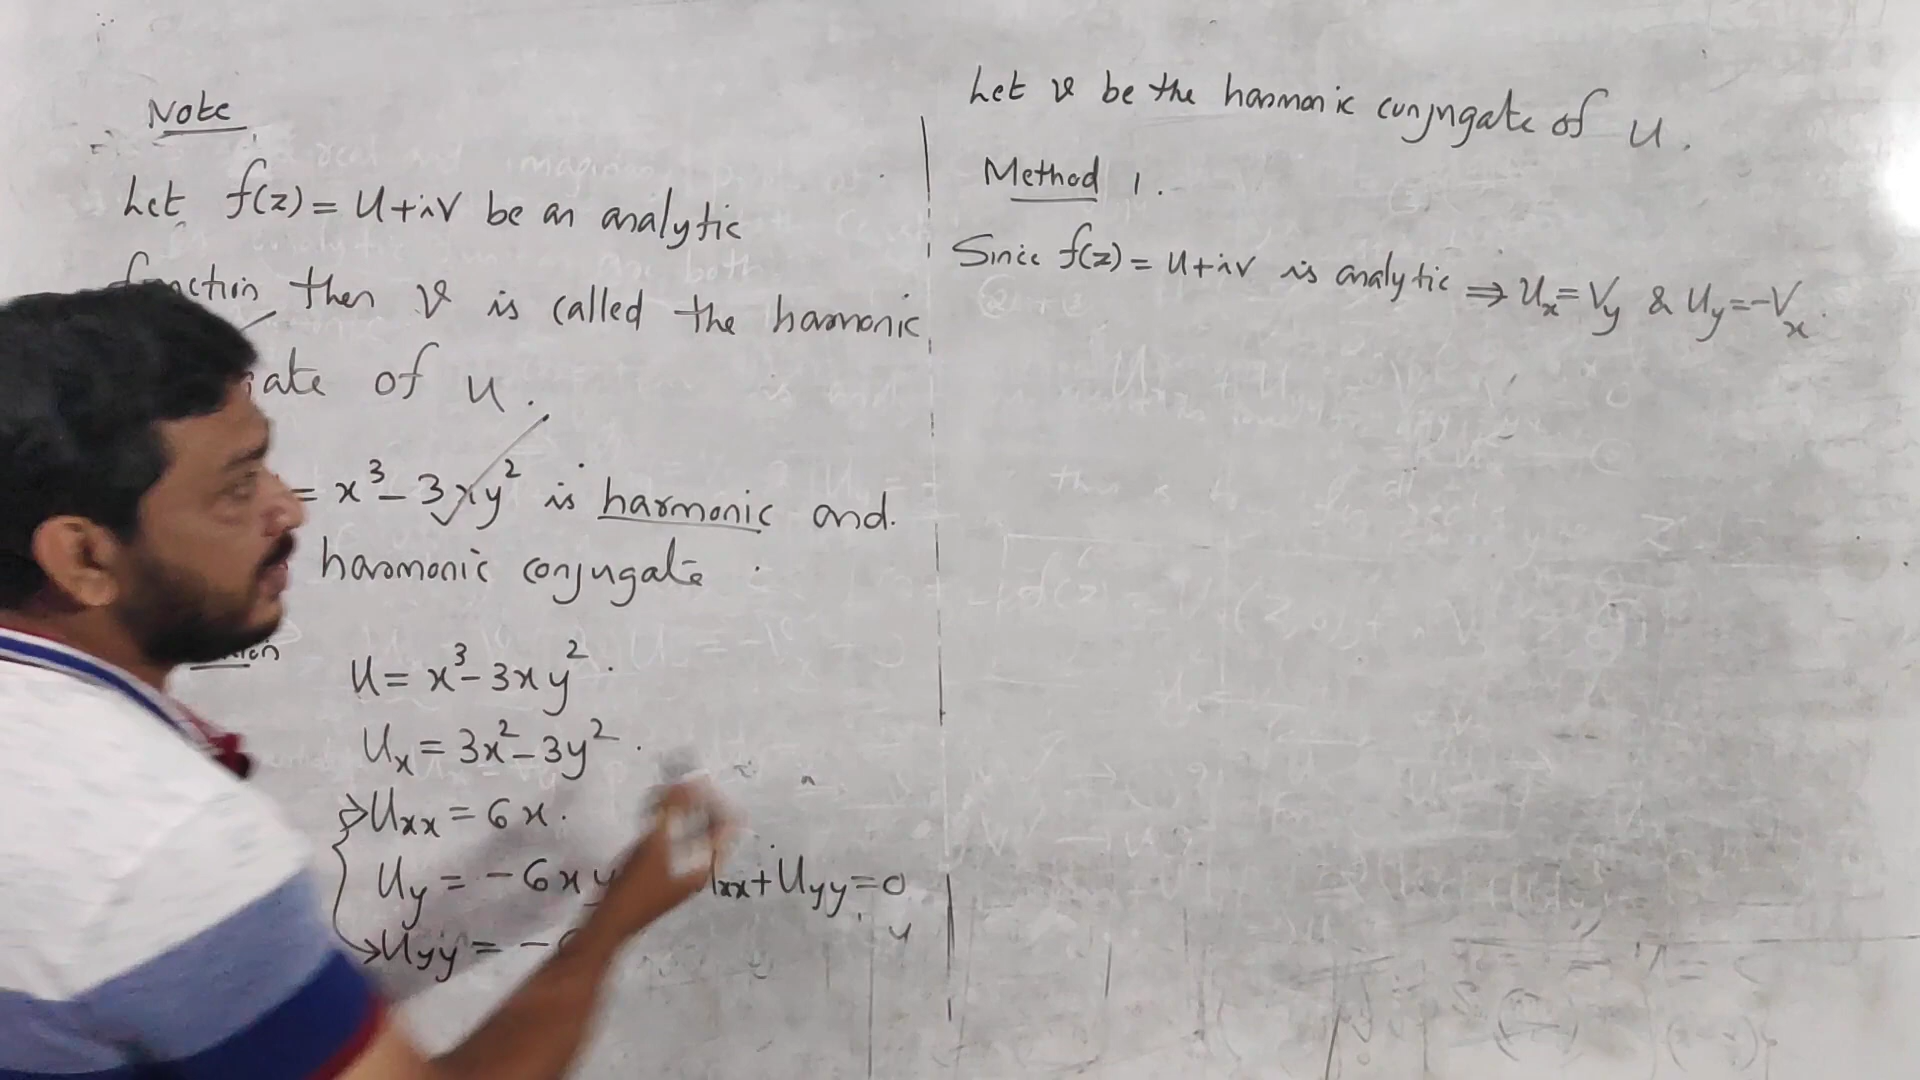 Note
Let f(z) = U+iV be an analytic
function then v is called the harmonic
ate of u.
= x³ - 3xy² is harmonic and
harmonic conjugate.
U = x³ - 3xy².
Ux = 3x² - 3y².
Uxx = 6x.
Uy = -6xy xx + Uyy = 0
Uyy = -
Let v be the harmonic conjugate of u.
Method 1.
Since f(z) = U+iV is analytic ⇒ Ux = Vy & Uy = -Vx.